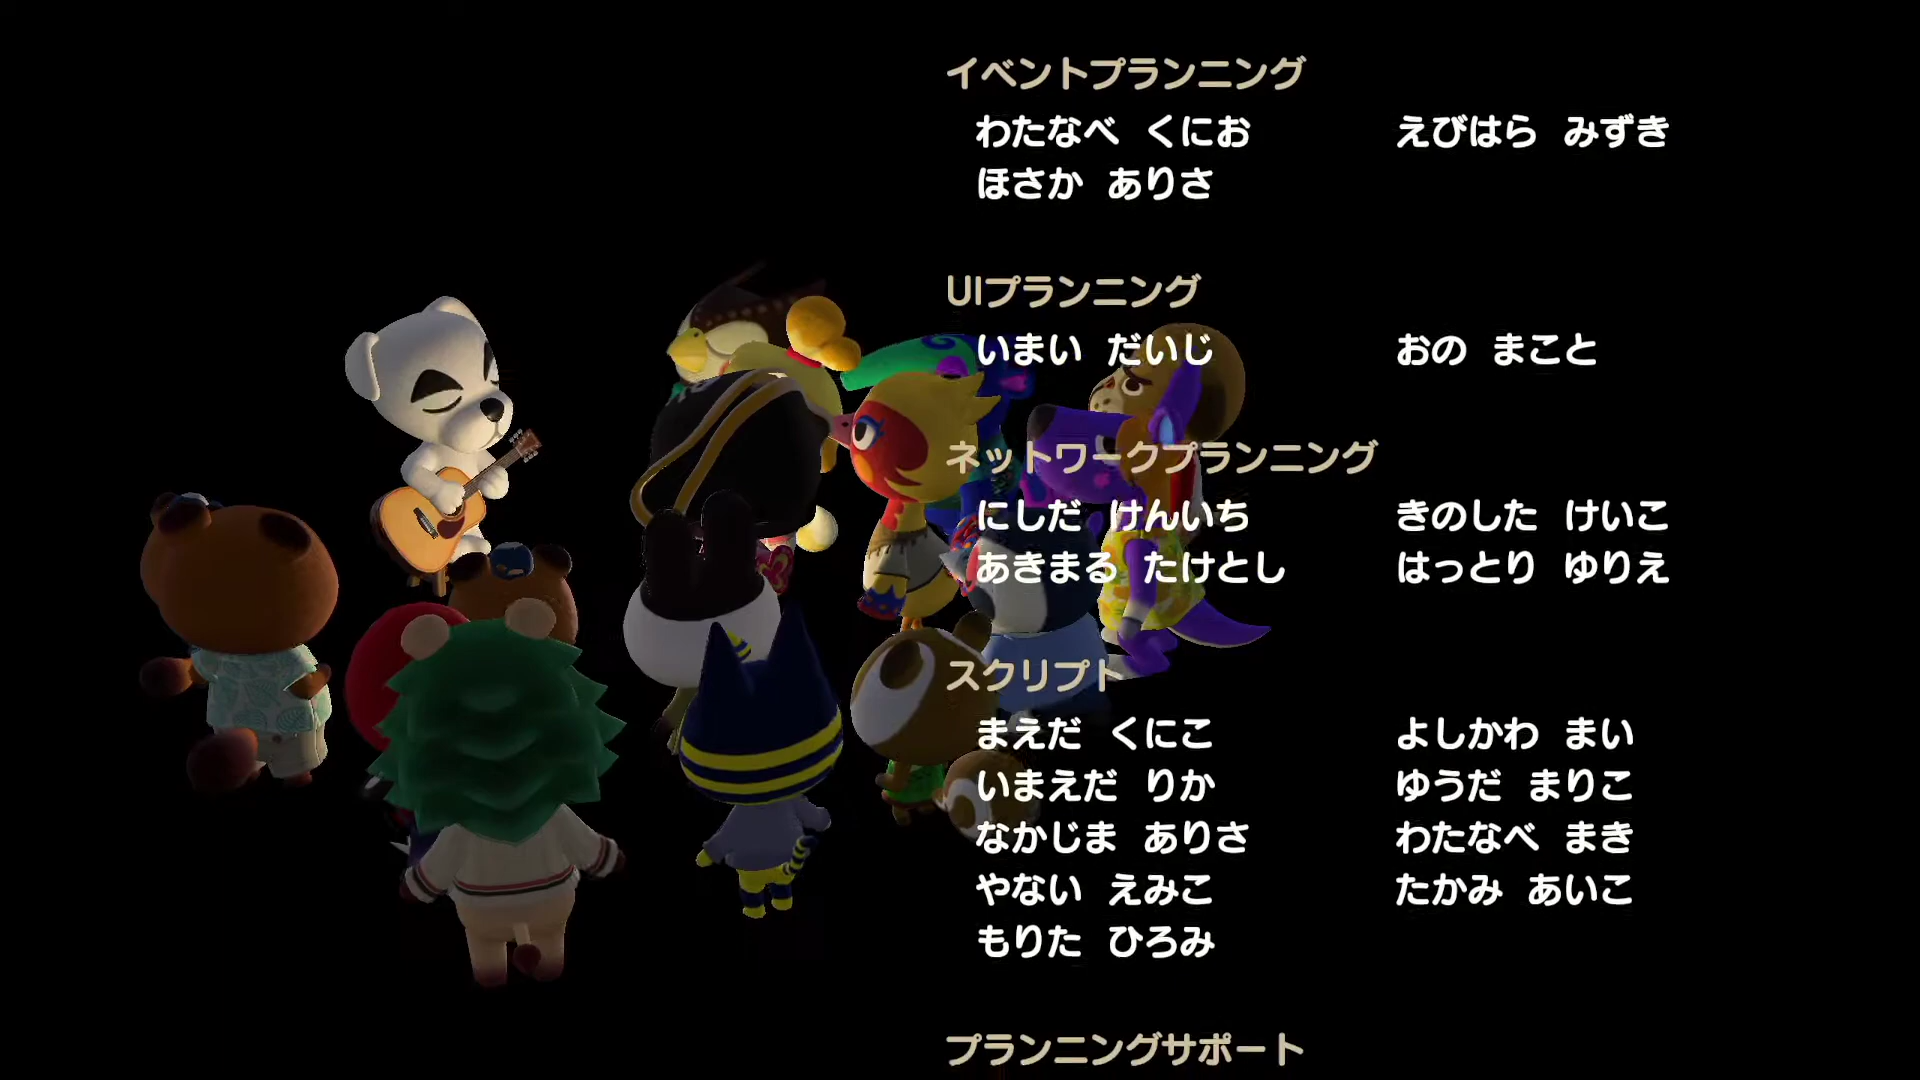 イベントプランニング
わたなべ くにお えびはら みずき
ほさか ありさ
UIプランニング
いまい だいじ おの まこと
ネットワークプランニング
にしだ けんいち きのした けいこ
あきまる たけとし はっとり ゆりえ
スクリプト
まえだ くにこ よしかわ まい
いまえだ りか ゆうだ まりこ
なかじま ありさ わたなべ まき
やない えみこ たかみ あいこ
もりた ひろみ
プランニングサポート